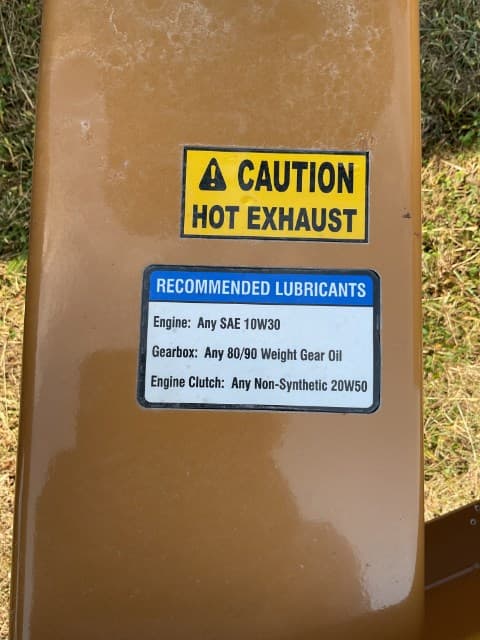 CAUTION
HOT EXHAUST
RECOMMENDED LUBRICANTS
Engine: Any SAE 10W30
Gearbox: Any 80/90 Weight Gear Oil
Engine Clutch: Any Non-Synthetic 20W50